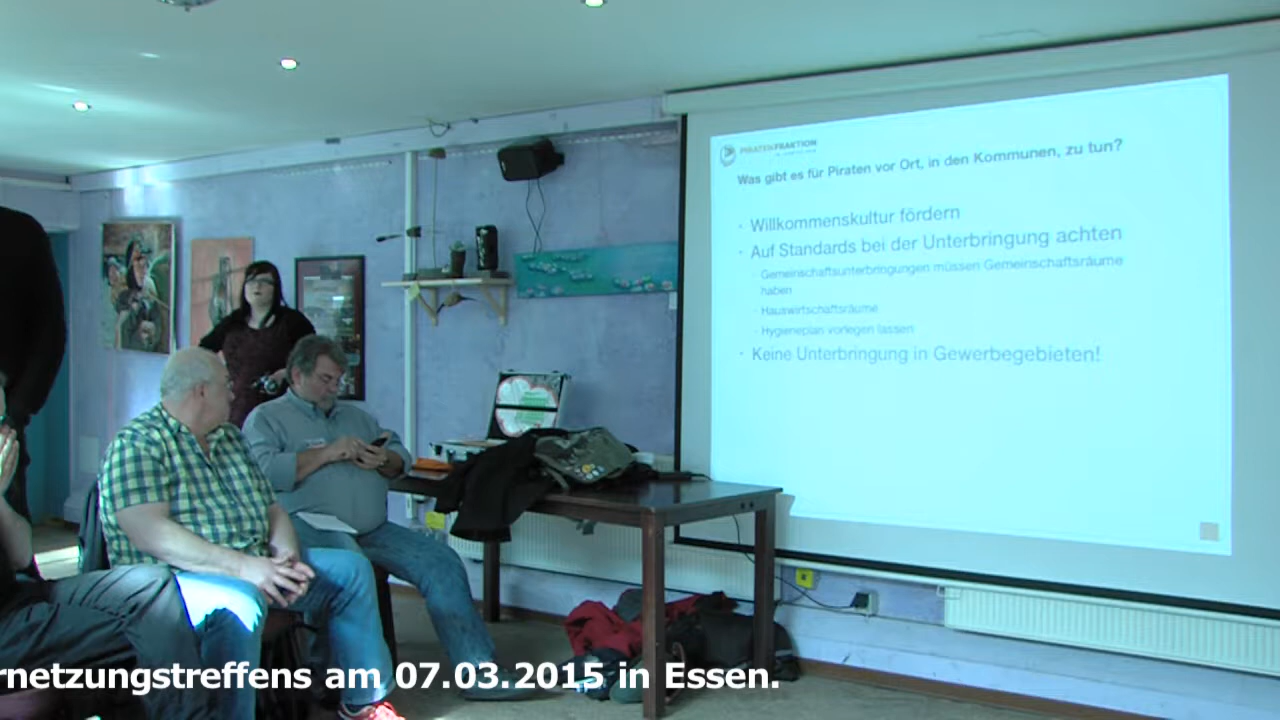 PIRATENFRAKTION
Was gibt es für Piraten vor Ort, in den Kommunen, zu tun?
Willkommenskultur fördern
Auf Standards bei der Unterbringung achten
Gemeinschaftsunterbringungen müssen Gemeinschaftsräume
haben
Hauswirtschaftsräume
Hygieneplan vorlegen lassen
Keine Unterbringung in Gewerbegebieten!
rnetzungstreffens am 07.03.2015 in Essen.